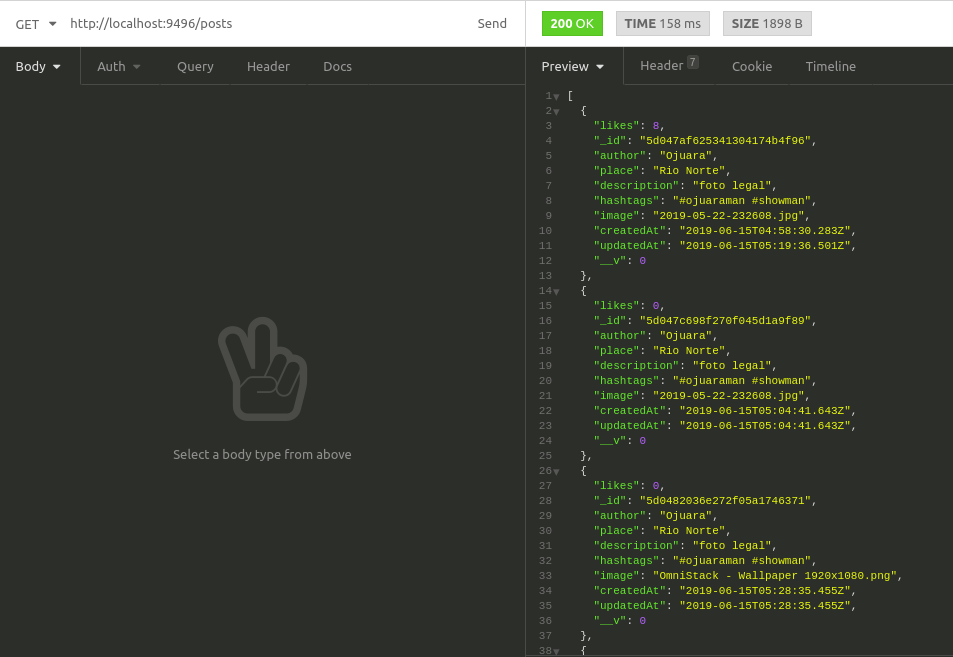 GET http://localhost:9496/posts Send
200 OK TIME 158 ms SIZE 1898 B
Body Auth Query Header Docs
Preview Header 7 Cookie Timeline
Select a body type from above
1 [
2 {
3 "likes": 8,
4 "_id": "5d047af625341304174b4f96",
5 "author": "Ojuara",
6 "place": "Rio Norte",
7 "description": "foto legal",
8 "hashtags": "#ojuaraman #showman",
9 "image": "2019-05-22-232608.jpg",
10 "createdAt": "2019-06-15T04:58:30.283Z",
11 "updatedAt": "2019-06-15T05:19:36.501Z",
12 "__v": 0
13 },
14 {
15 "likes": 0,
16 "_id": "5d047c698f270f045d1a9f89",
17 "author": "Ojuara",
18 "place": "Rio Norte",
19 "description": "foto legal",
20 "hashtags": "#ojuaraman #showman",
21 "image": "2019-05-22-232608.jpg",
22 "createdAt": "2019-06-15T05:04:41.643Z",
23 "updatedAt": "2019-06-15T05:04:41.643Z",
24 "__v": 0
25 },
26 {
27 "likes": 0,
28 "_id": "5d0482036e272f05a1746371",
29 "author": "Ojuara",
30 "place": "Rio Norte",
31 "description": "foto legal",
32 "hashtags": "#ojuaraman #showman",
33 "image": "OmniStack - Wallpaper 1920x1080.png",
34 "createdAt": "2019-06-15T05:28:35.455Z",
35 "updatedAt": "2019-06-15T05:28:35.455Z",
36 "__v": 0
37 },
38 {